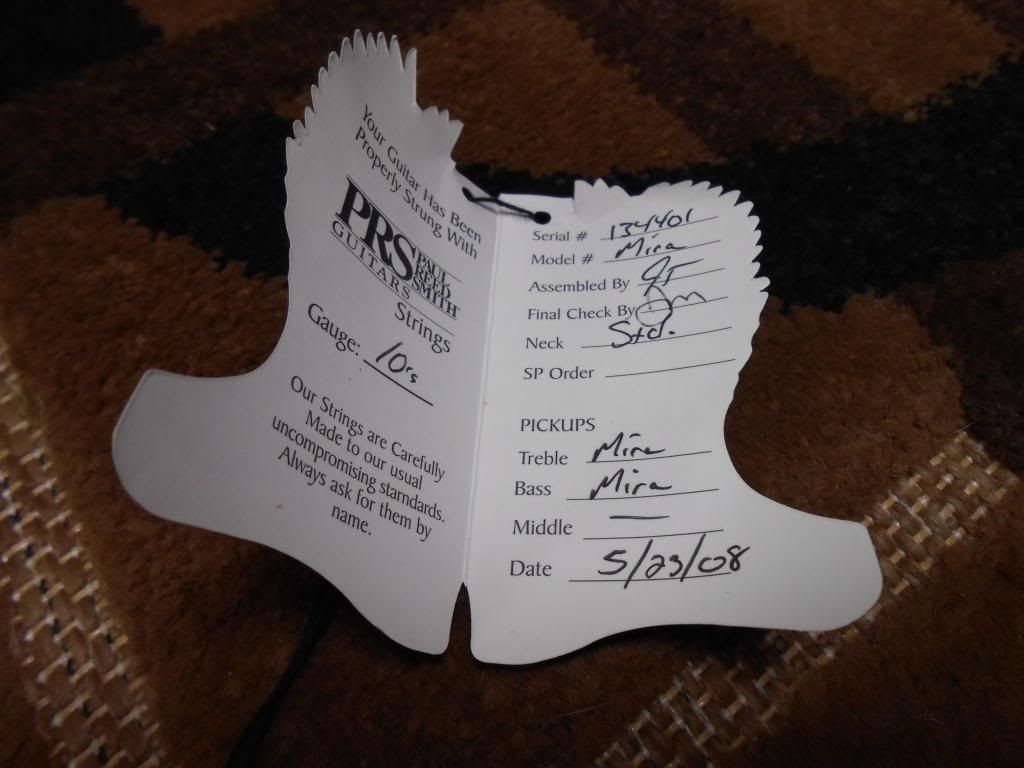 Your Guitar Has Been
Properly Strung With
PRS PAUL
REED
SMITH
GUITARS
Strings
Gauge: 10's
Our Strings are Carefully
Made to our usual
uncompromising starndards.
Always ask for them by
name.
Serial # 134401
Model # Mira
Assembled By JT
Final Check By
Neck Std.
SP Order
PICKUPS
Treble Mira
Bass Mira
Middle —
Date 5/23/08